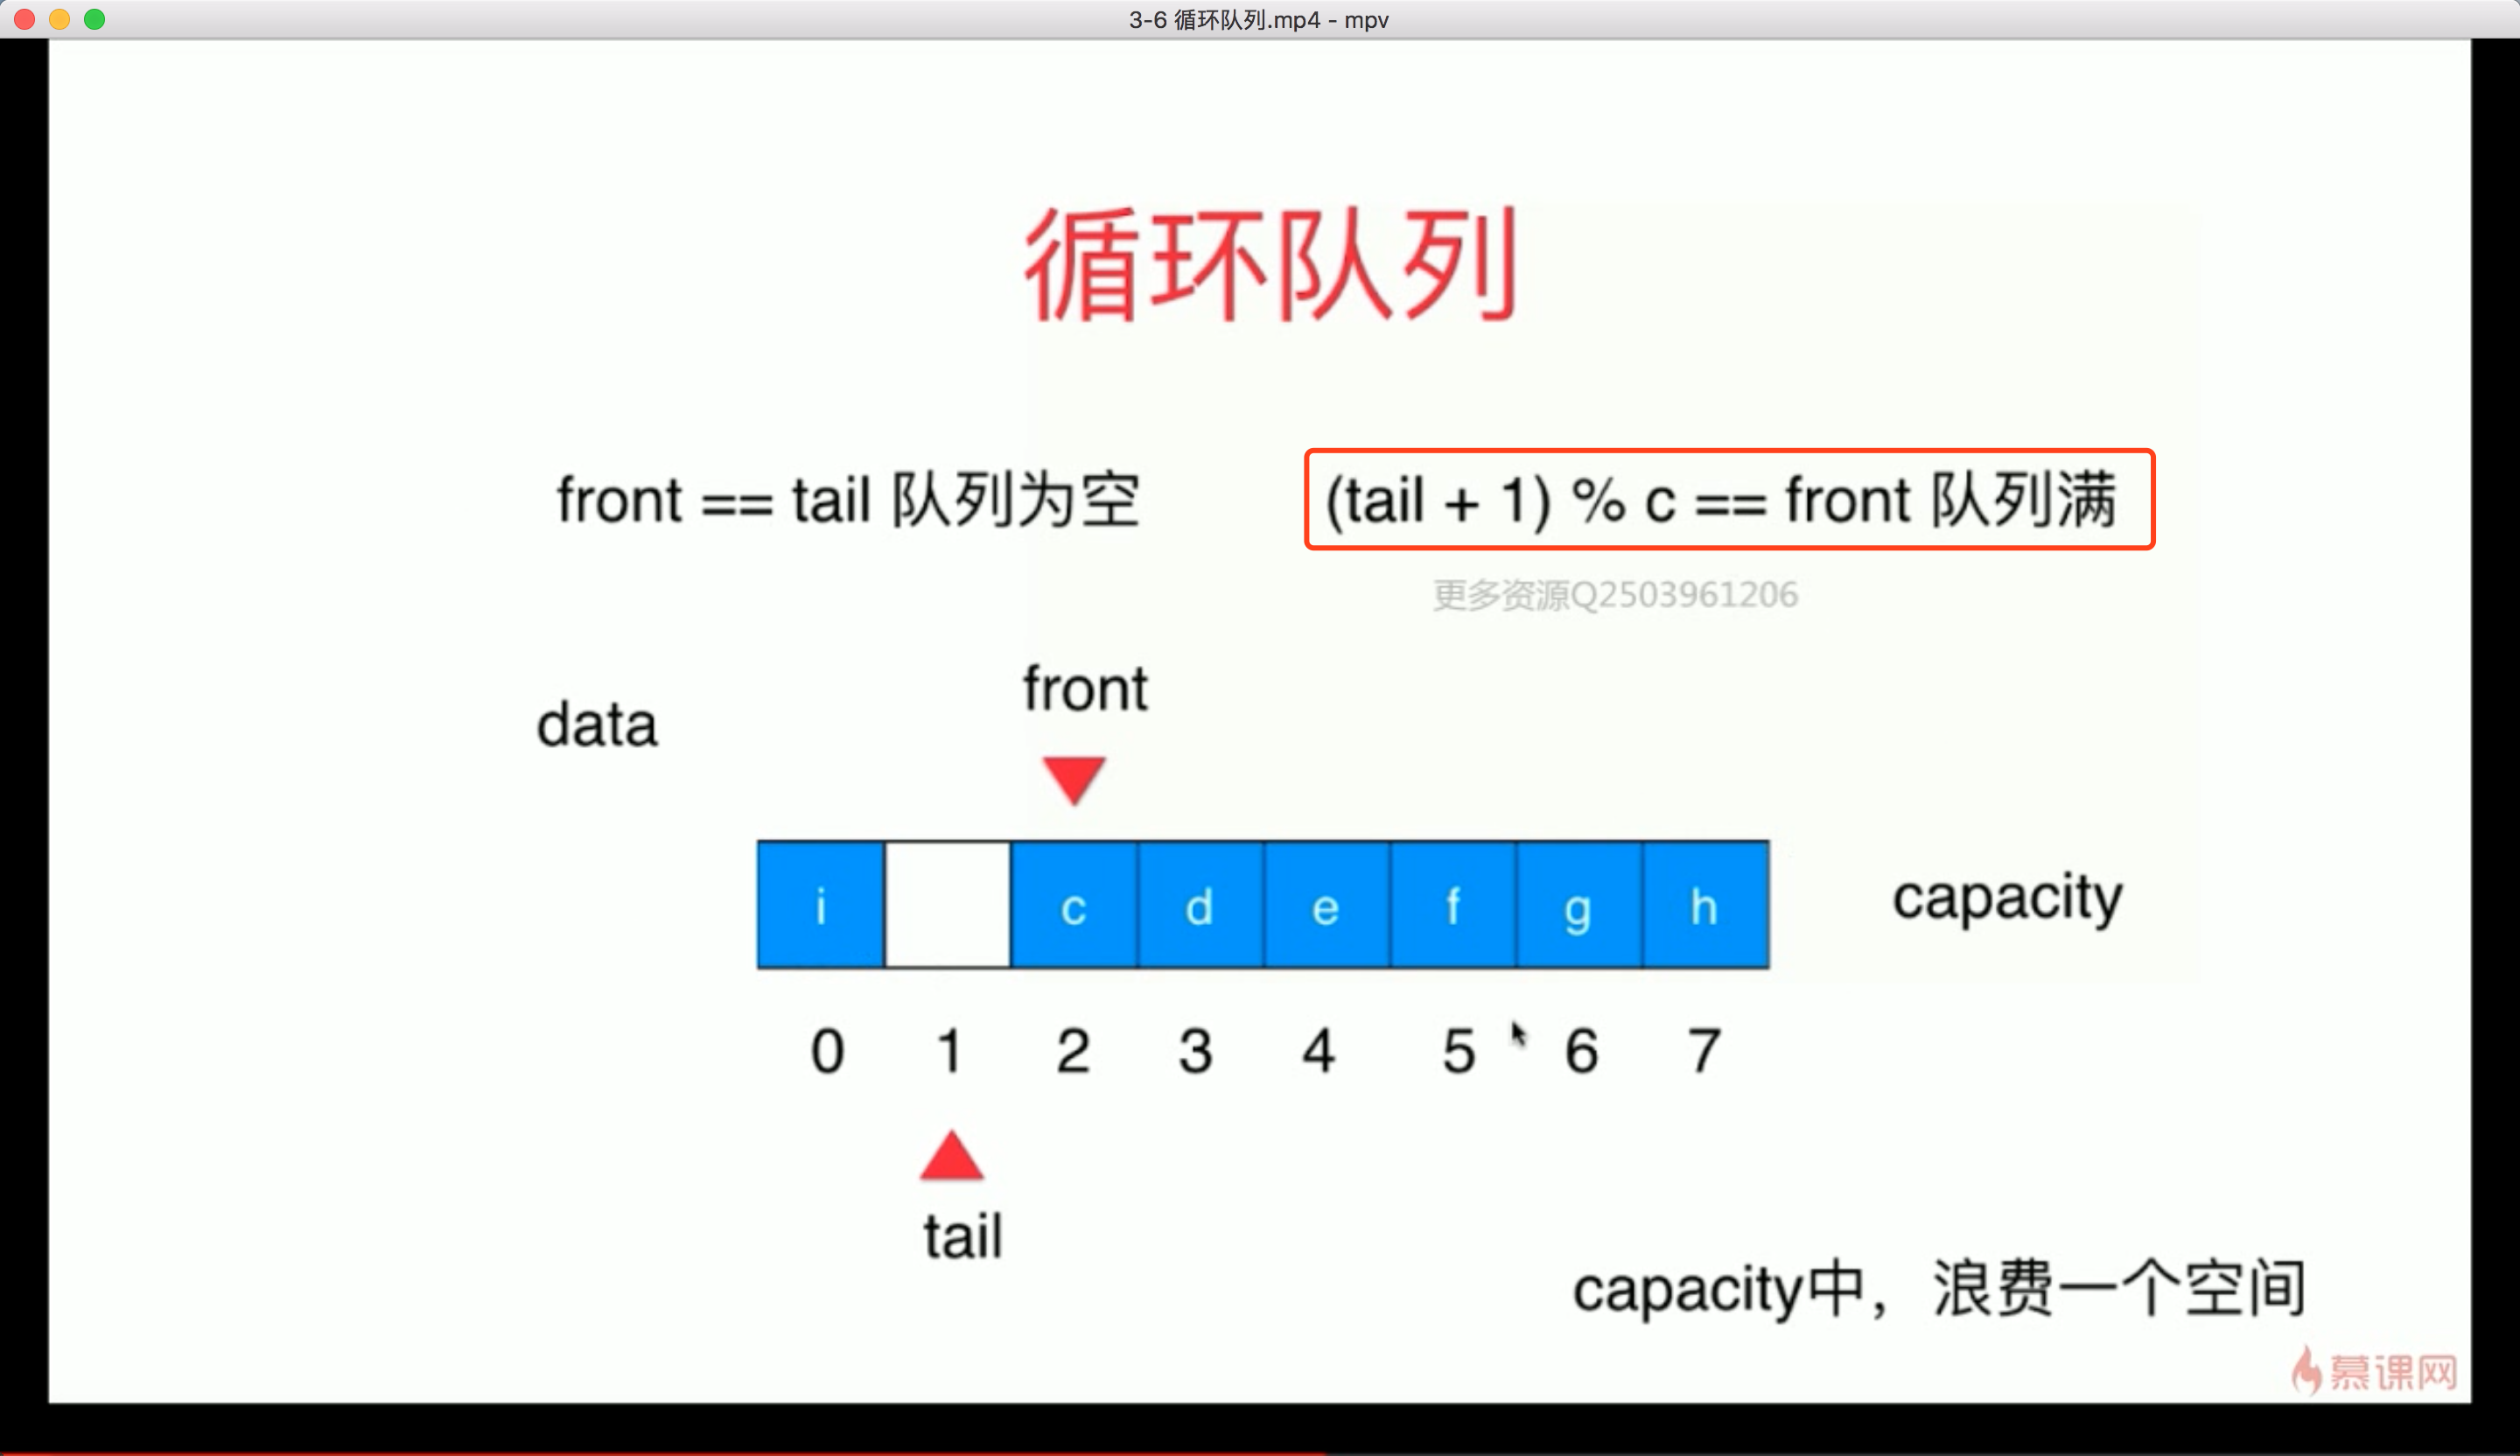 3-6 循环队列.mp4 - mpv
循环队列
front == tail 队列为空
(tail + 1) % c == front 队列满
更多资源Q2503961206
front
data
i c d e f g h
capacity
0 1 2 3 4 5 6 7
tail
capacity中，浪费一个空间
慕课网